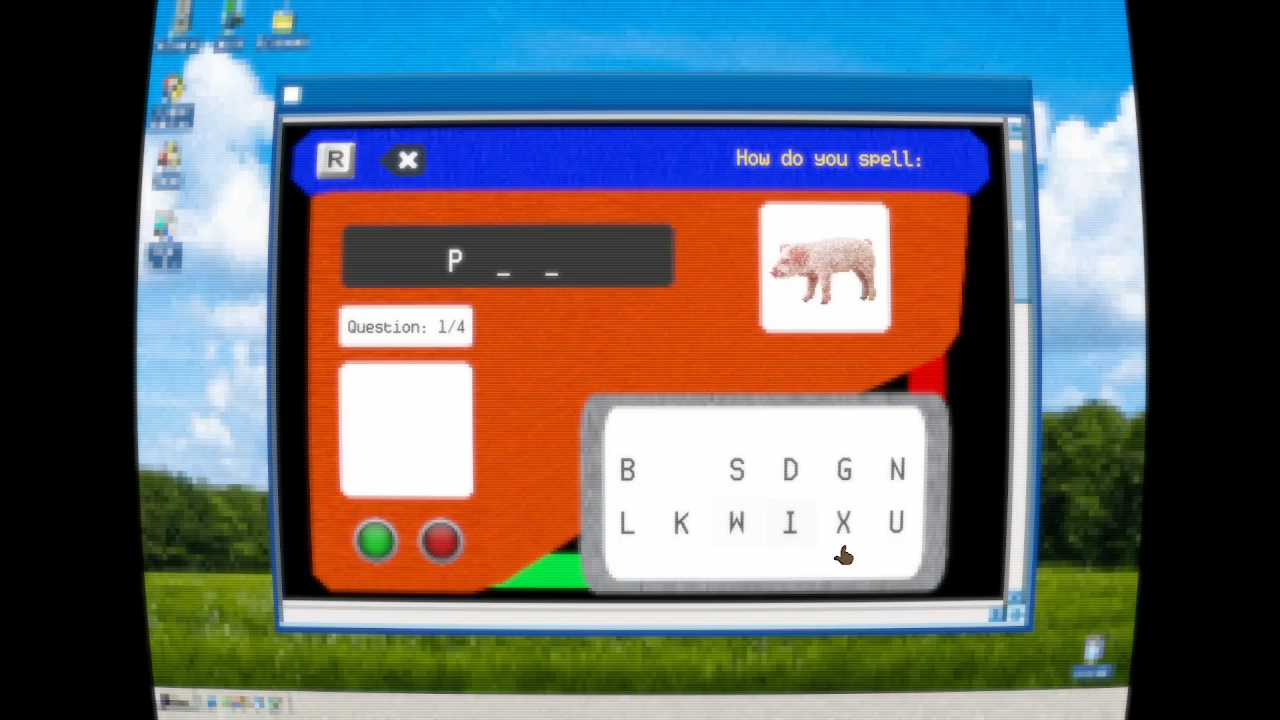 R
How do you spell:
P _ _
Question: 1/4
B S D G N
L K W I X U